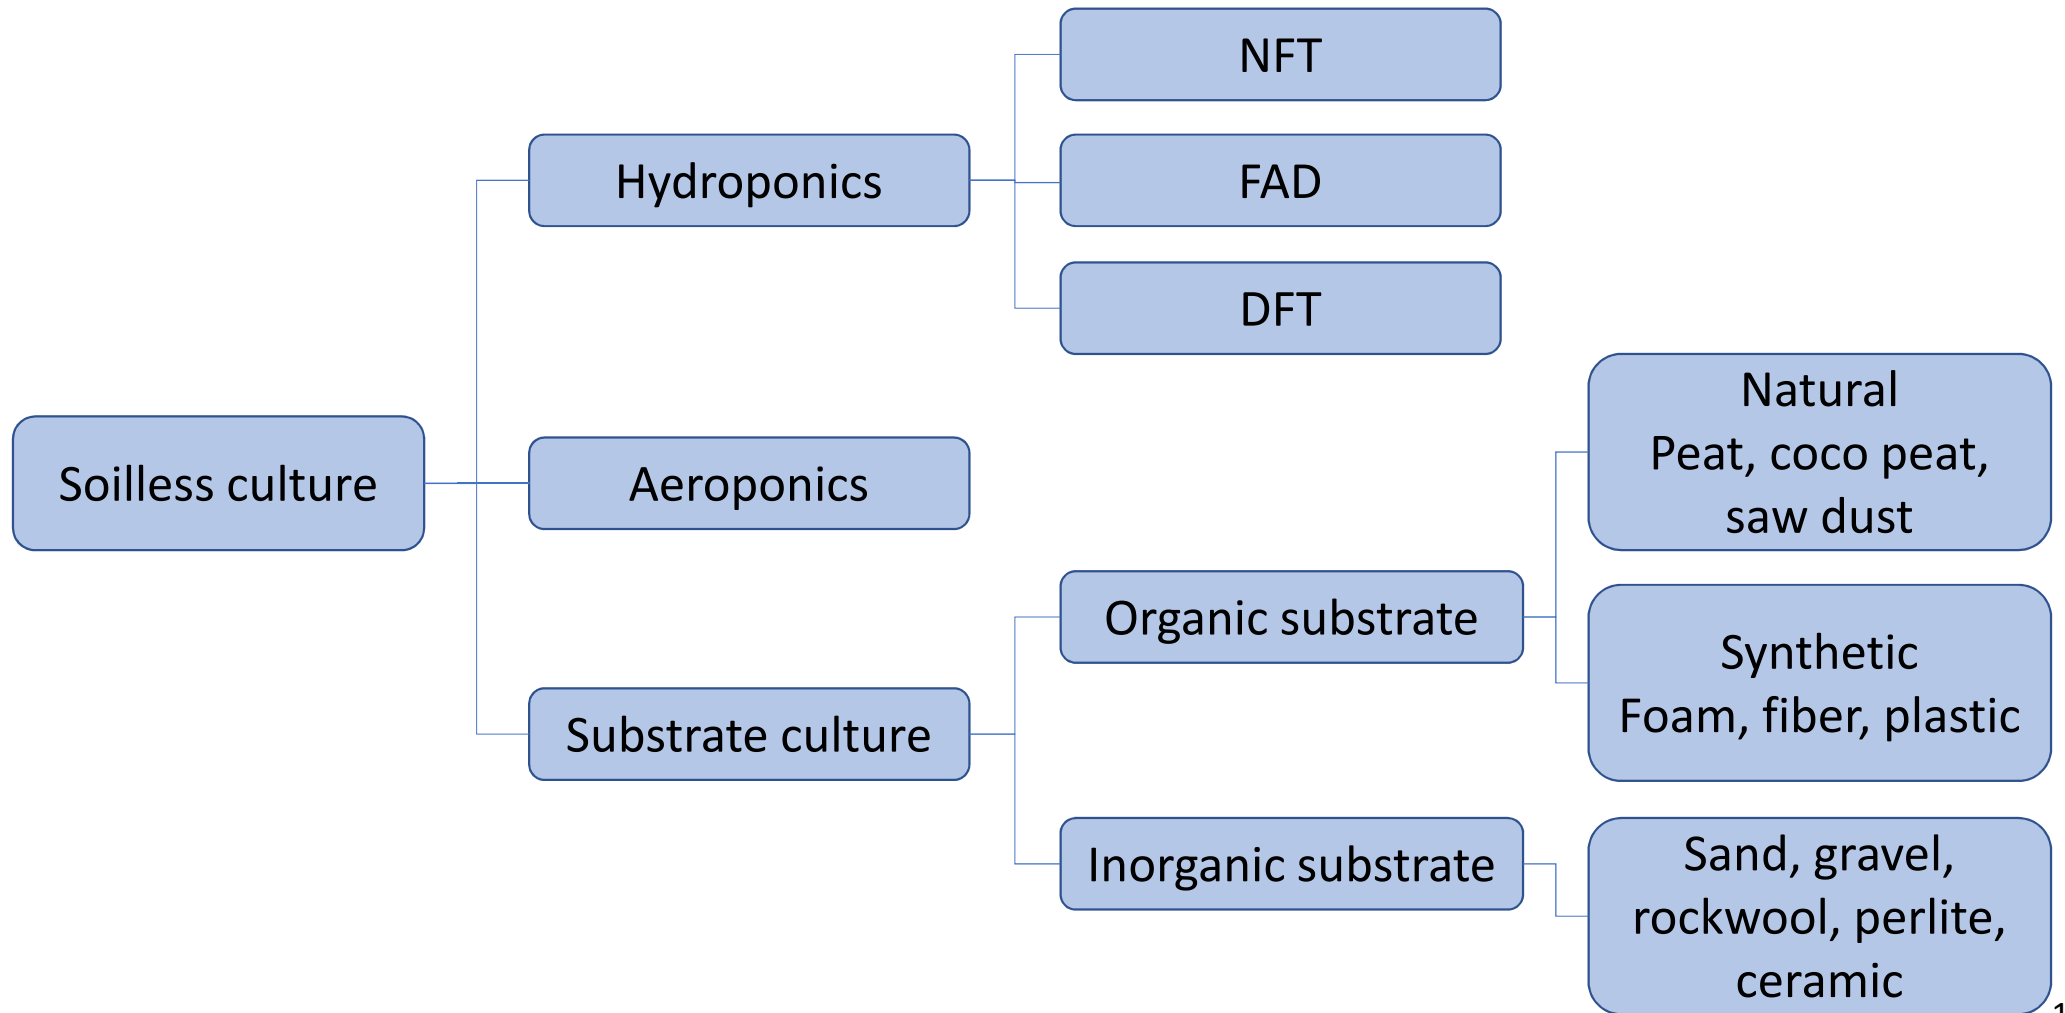 NFT
Hydroponics
FAD
DFT
Soilless culture
Aeroponics
Natural
Peat, coco peat,
saw dust
Organic substrate
Synthetic
Foam, fiber, plastic
Substrate culture
Inorganic substrate
Sand, gravel,
rockwool, perlite,
ceramic
1